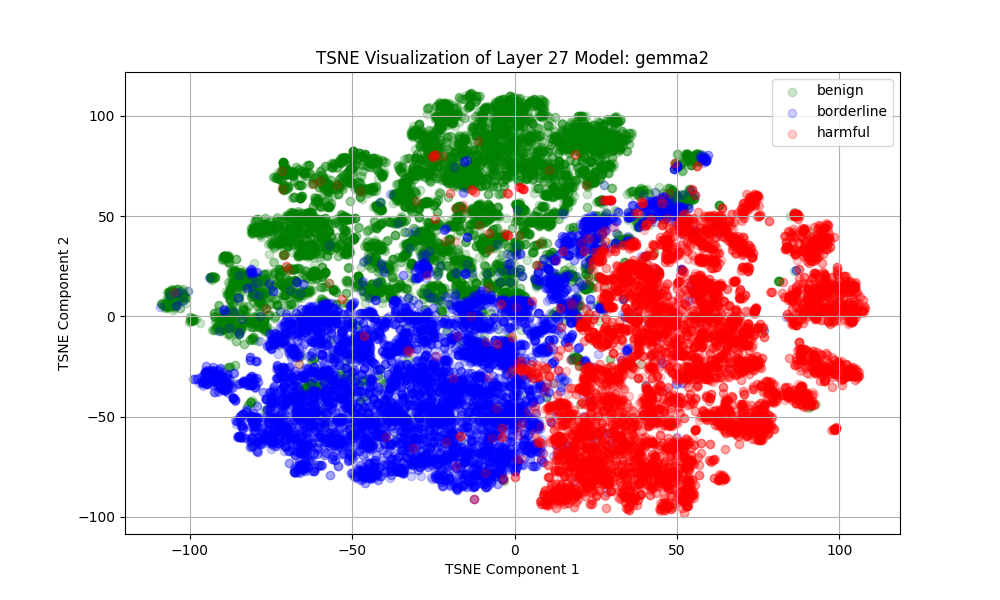 TSNE Visualization of Layer 27 Model: gemma2
benign
borderline
harmful
100
50
0
−50
−100
TSNE Component 2
−100
−50
0
50
100
TSNE Component 1